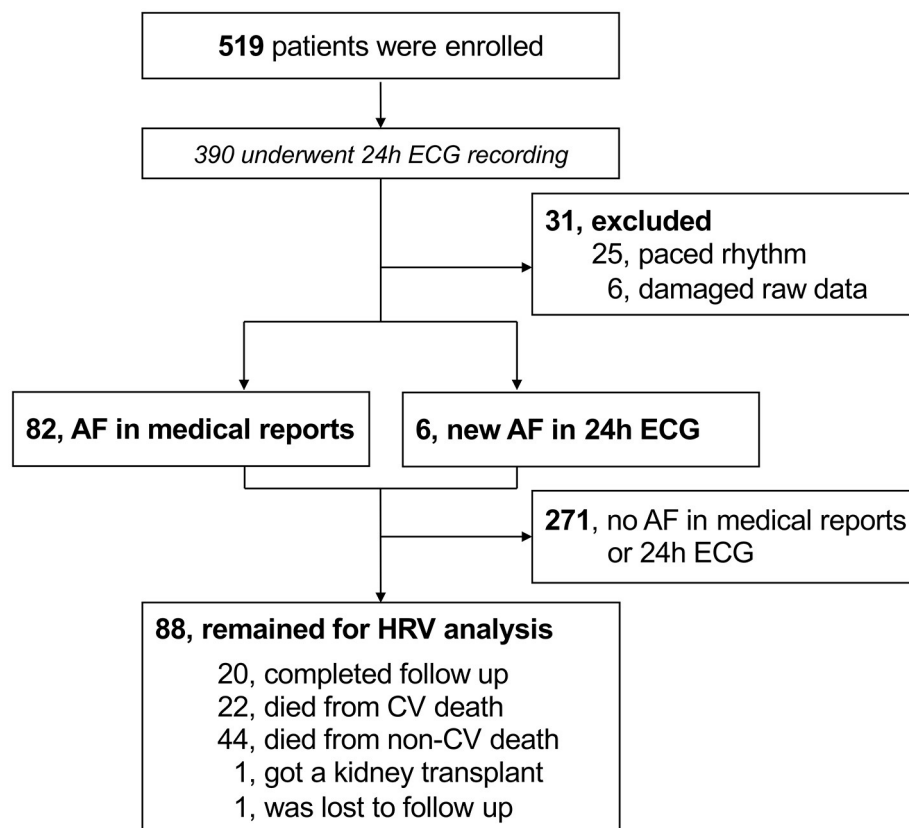 519 patients were enrolled
390 underwent 24h ECG recording
31, excluded
25, paced rhythm
6, damaged raw data
82, AF in medical reports
6, new AF in 24h ECG
271, no AF in medical reports
or 24h ECG
88, remained for HRV analysis
20, completed follow up
22, died from CV death
44, died from non-CV death
1, got a kidney transplant
1, was lost to follow up